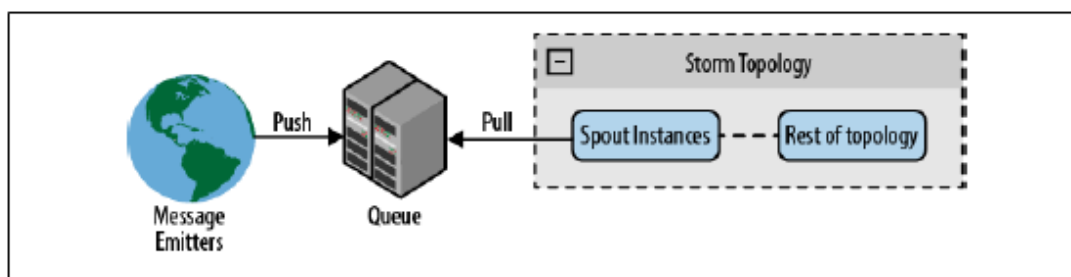 Storm Topology
Push
Pull
Spout Instances
Rest of topology
Message
Emitters
Queue